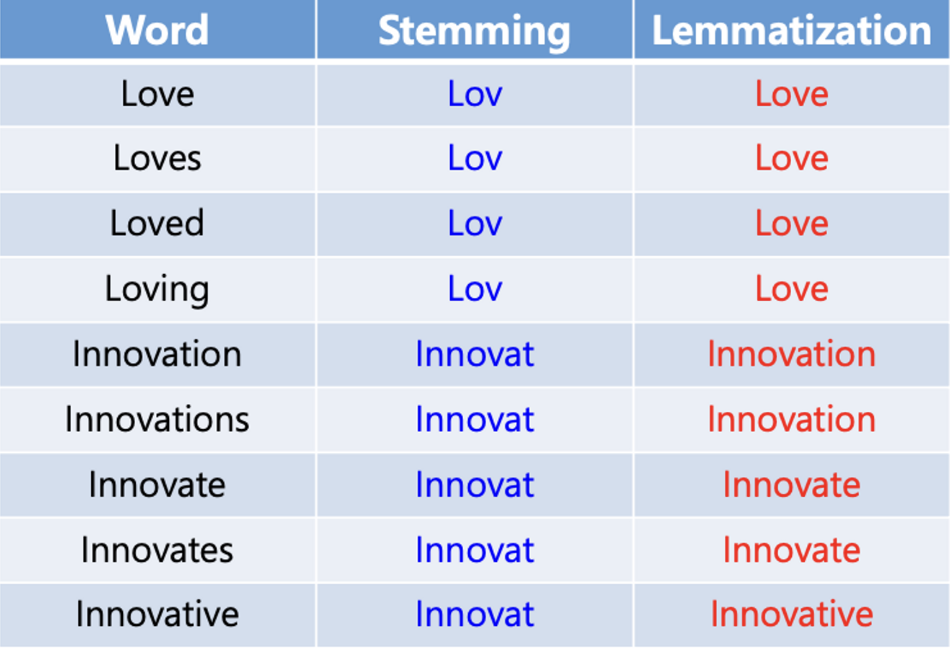 Word Stemming Lemmatization
Love Lov Love
Loves Lov Love
Loved Lov Love
Loving Lov Love
Innovation Innovat Innovation
Innovations Innovat Innovation
Innovate Innovat Innovate
Innovates Innovat Innovate
Innovative Innovat Innovative